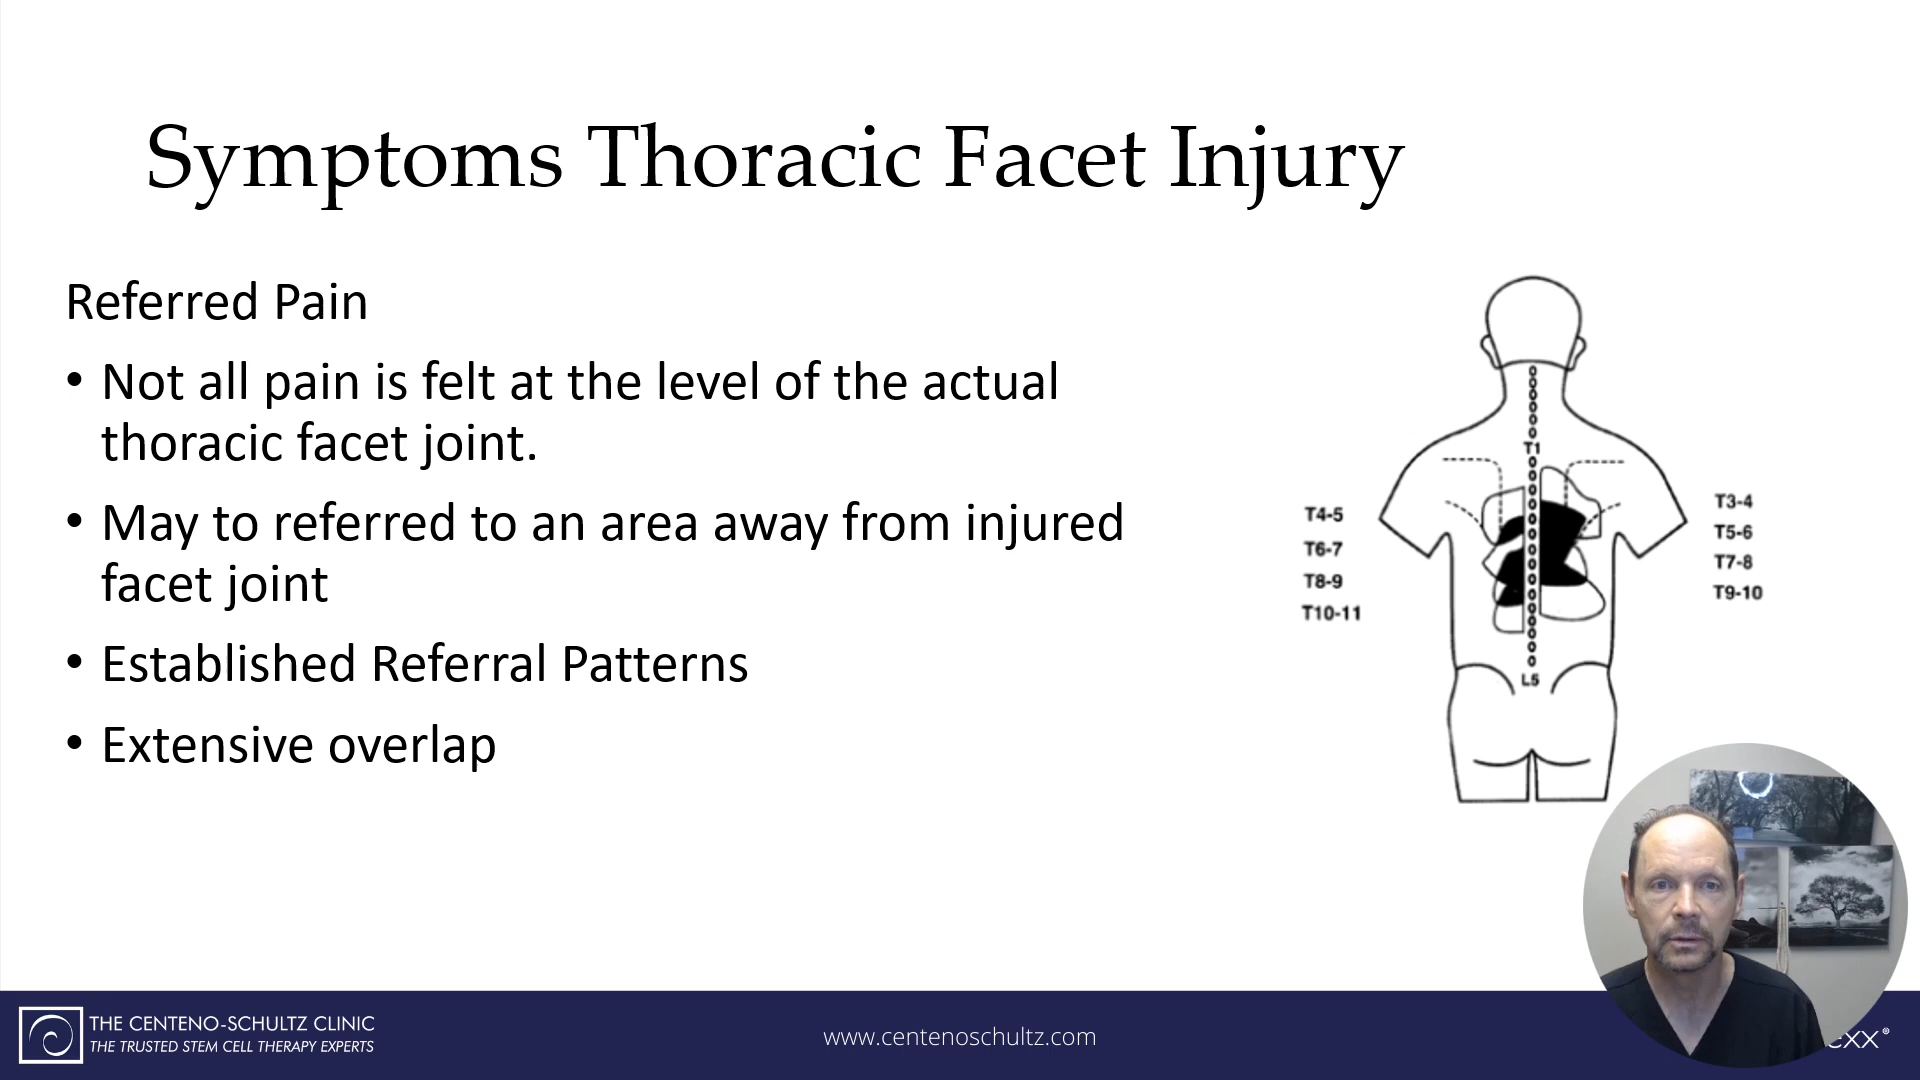 Symptoms Thoracic Facet Injury
Referred Pain
• Not all pain is felt at the level of the actual
thoracic facet joint.
• May to referred to an area away from injured
facet joint
• Established Referral Patterns
• Extensive overlap
T1
T4-5
T6-7
T8-9
T10-11
T3-4
T5-6
T7-8
T9-10
L5
THE CENTENO-SCHULTZ CLINIC
THE TRUSTED STEM CELL THERAPY EXPERTS
www.centenoschultz.com